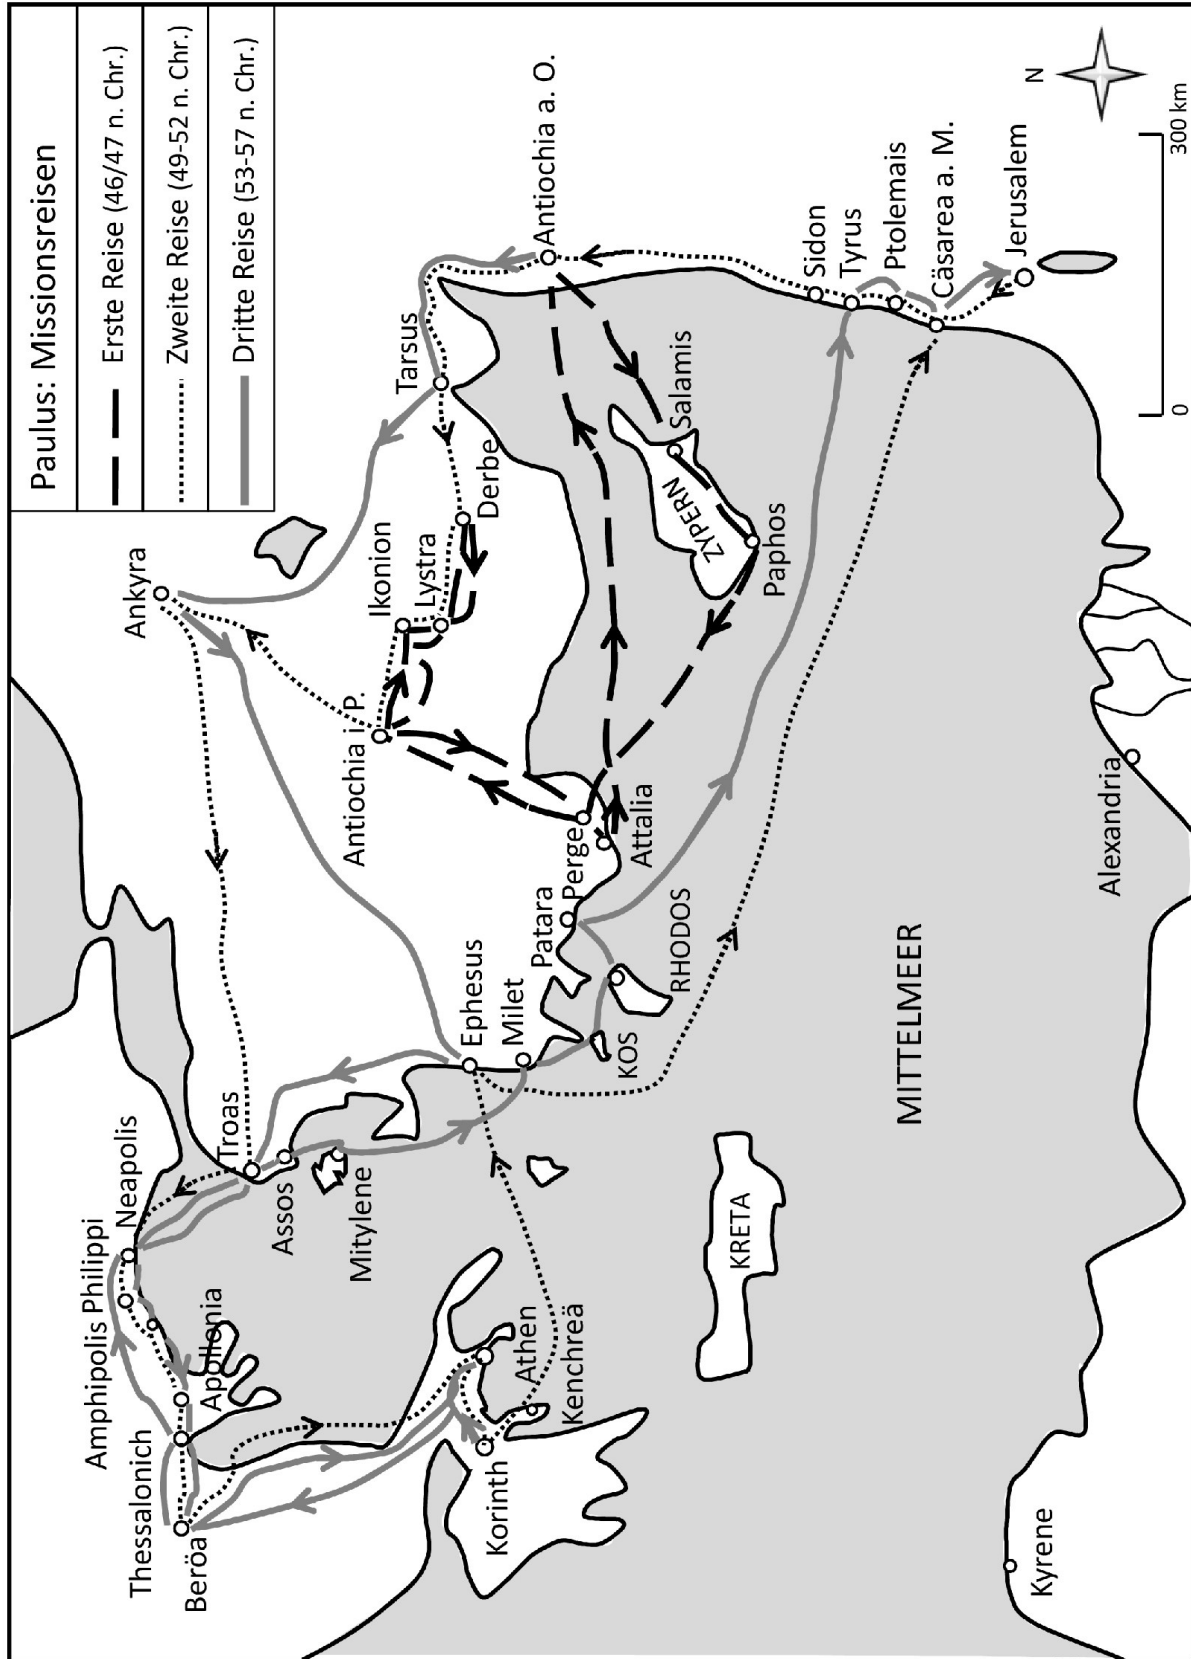 Paulus: Missionsreisen
Erste Reise (46/47 n. Chr.)
Zweite Reise (49-52 n. Chr.)
Dritte Reise (53-57 n. Chr.)
Amphipolis
Philippi
Neapolis
Thessalonich
Beröa
Apollonia
Troas
Assos
Mitylene
Ankyra
Antiochia i. P.
Ikonion
Lystra
Derbe
Tarsus
Antiochia a. O.
Korinth
Athen
Kenchreä
Ephesus
Milet
KOS
RHODOS
Patara
Perge
Attalia
ZYPERN
Salamis
Paphos
KRETA
MITTELMEER
Sidon
Tyrus
Ptolemais
Cäsarea a. M.
Jerusalem
Kyrene
Alexandria
N
0
300 km